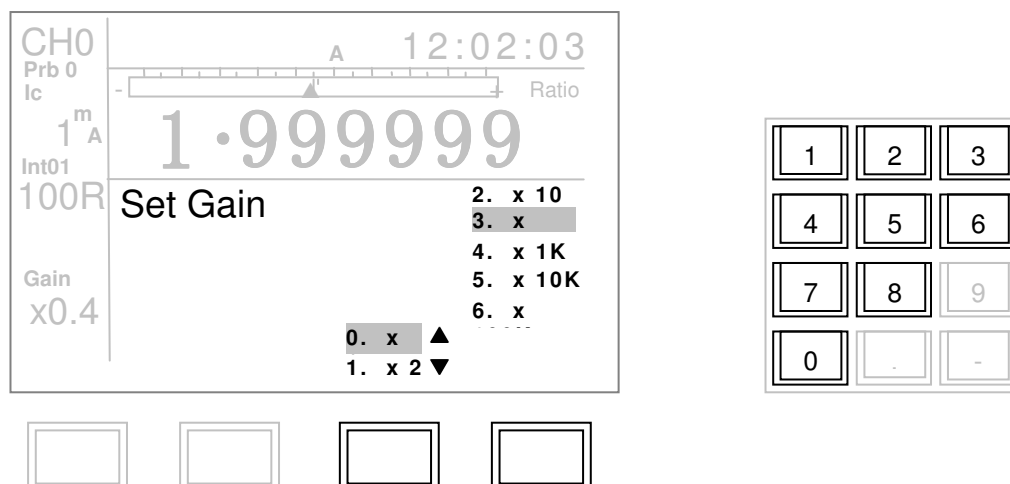 CH0
A 12:02:03
Prb 0
Ic
- + Ratio
1 m A
1.999999
Int01
100R
Set Gain
2. x 10
3. x
4. x 1K
5. x 10K
6. x
Gain
x0.4
0. x ▲
1. x 2 ▼
1 2 3
4 5 6
7 8 9
0 . -